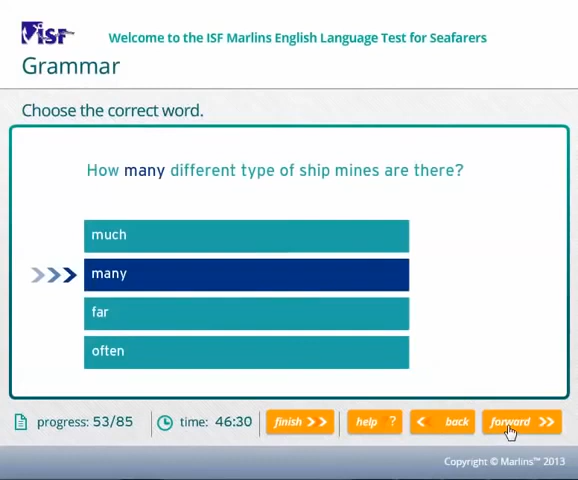 ISF
Welcome to the ISF Marlins English Language Test for Seafarers
Grammar
Choose the correct word.
How many different type of ship mines are there?
much
many
far
often
progress: 53/85
time: 46:30
finish >>
help ?
<< back
forward >>
Copyright © Marlins™ 2013